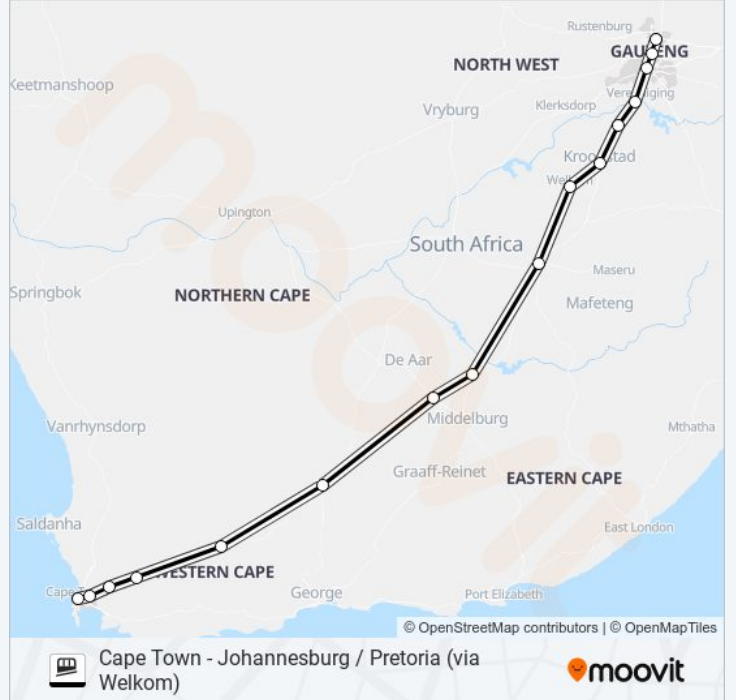 Rustenburg
GAUTENG
NORTH WEST
Keetmanshoop
Vereeniging
Klerksdorp
Vryburg
Kroonstad
Welkom
Upington
South Africa
Maseru
Springbok
NORTHERN CAPE
Mafeteng
De Aar
Middelburg
Vanrhynsdorp
Mthatha
Graaff-Reinet
EASTERN CAPE
Saldanha
East London
WESTERN CAPE
Cape T
George
Port Elizabeth
moovit
© OpenStreetMap contributors | © OpenMapTiles
Cape Town - Johannesburg / Pretoria (via
Welkom)
moovit